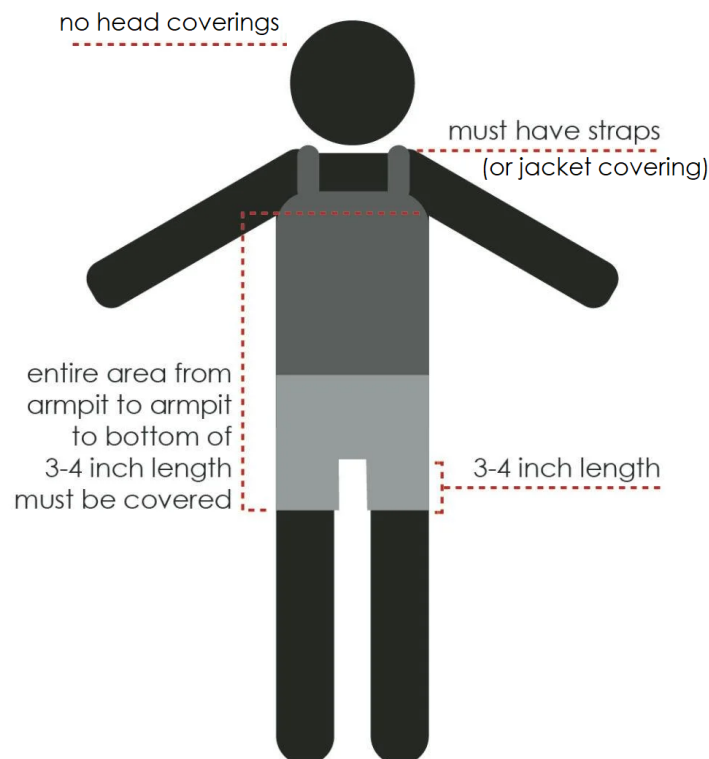 no head coverings
must have straps
(or jacket covering)
entire area from
armpit to armpit
to bottom of
3-4 inch length
must be covered
3-4 inch length